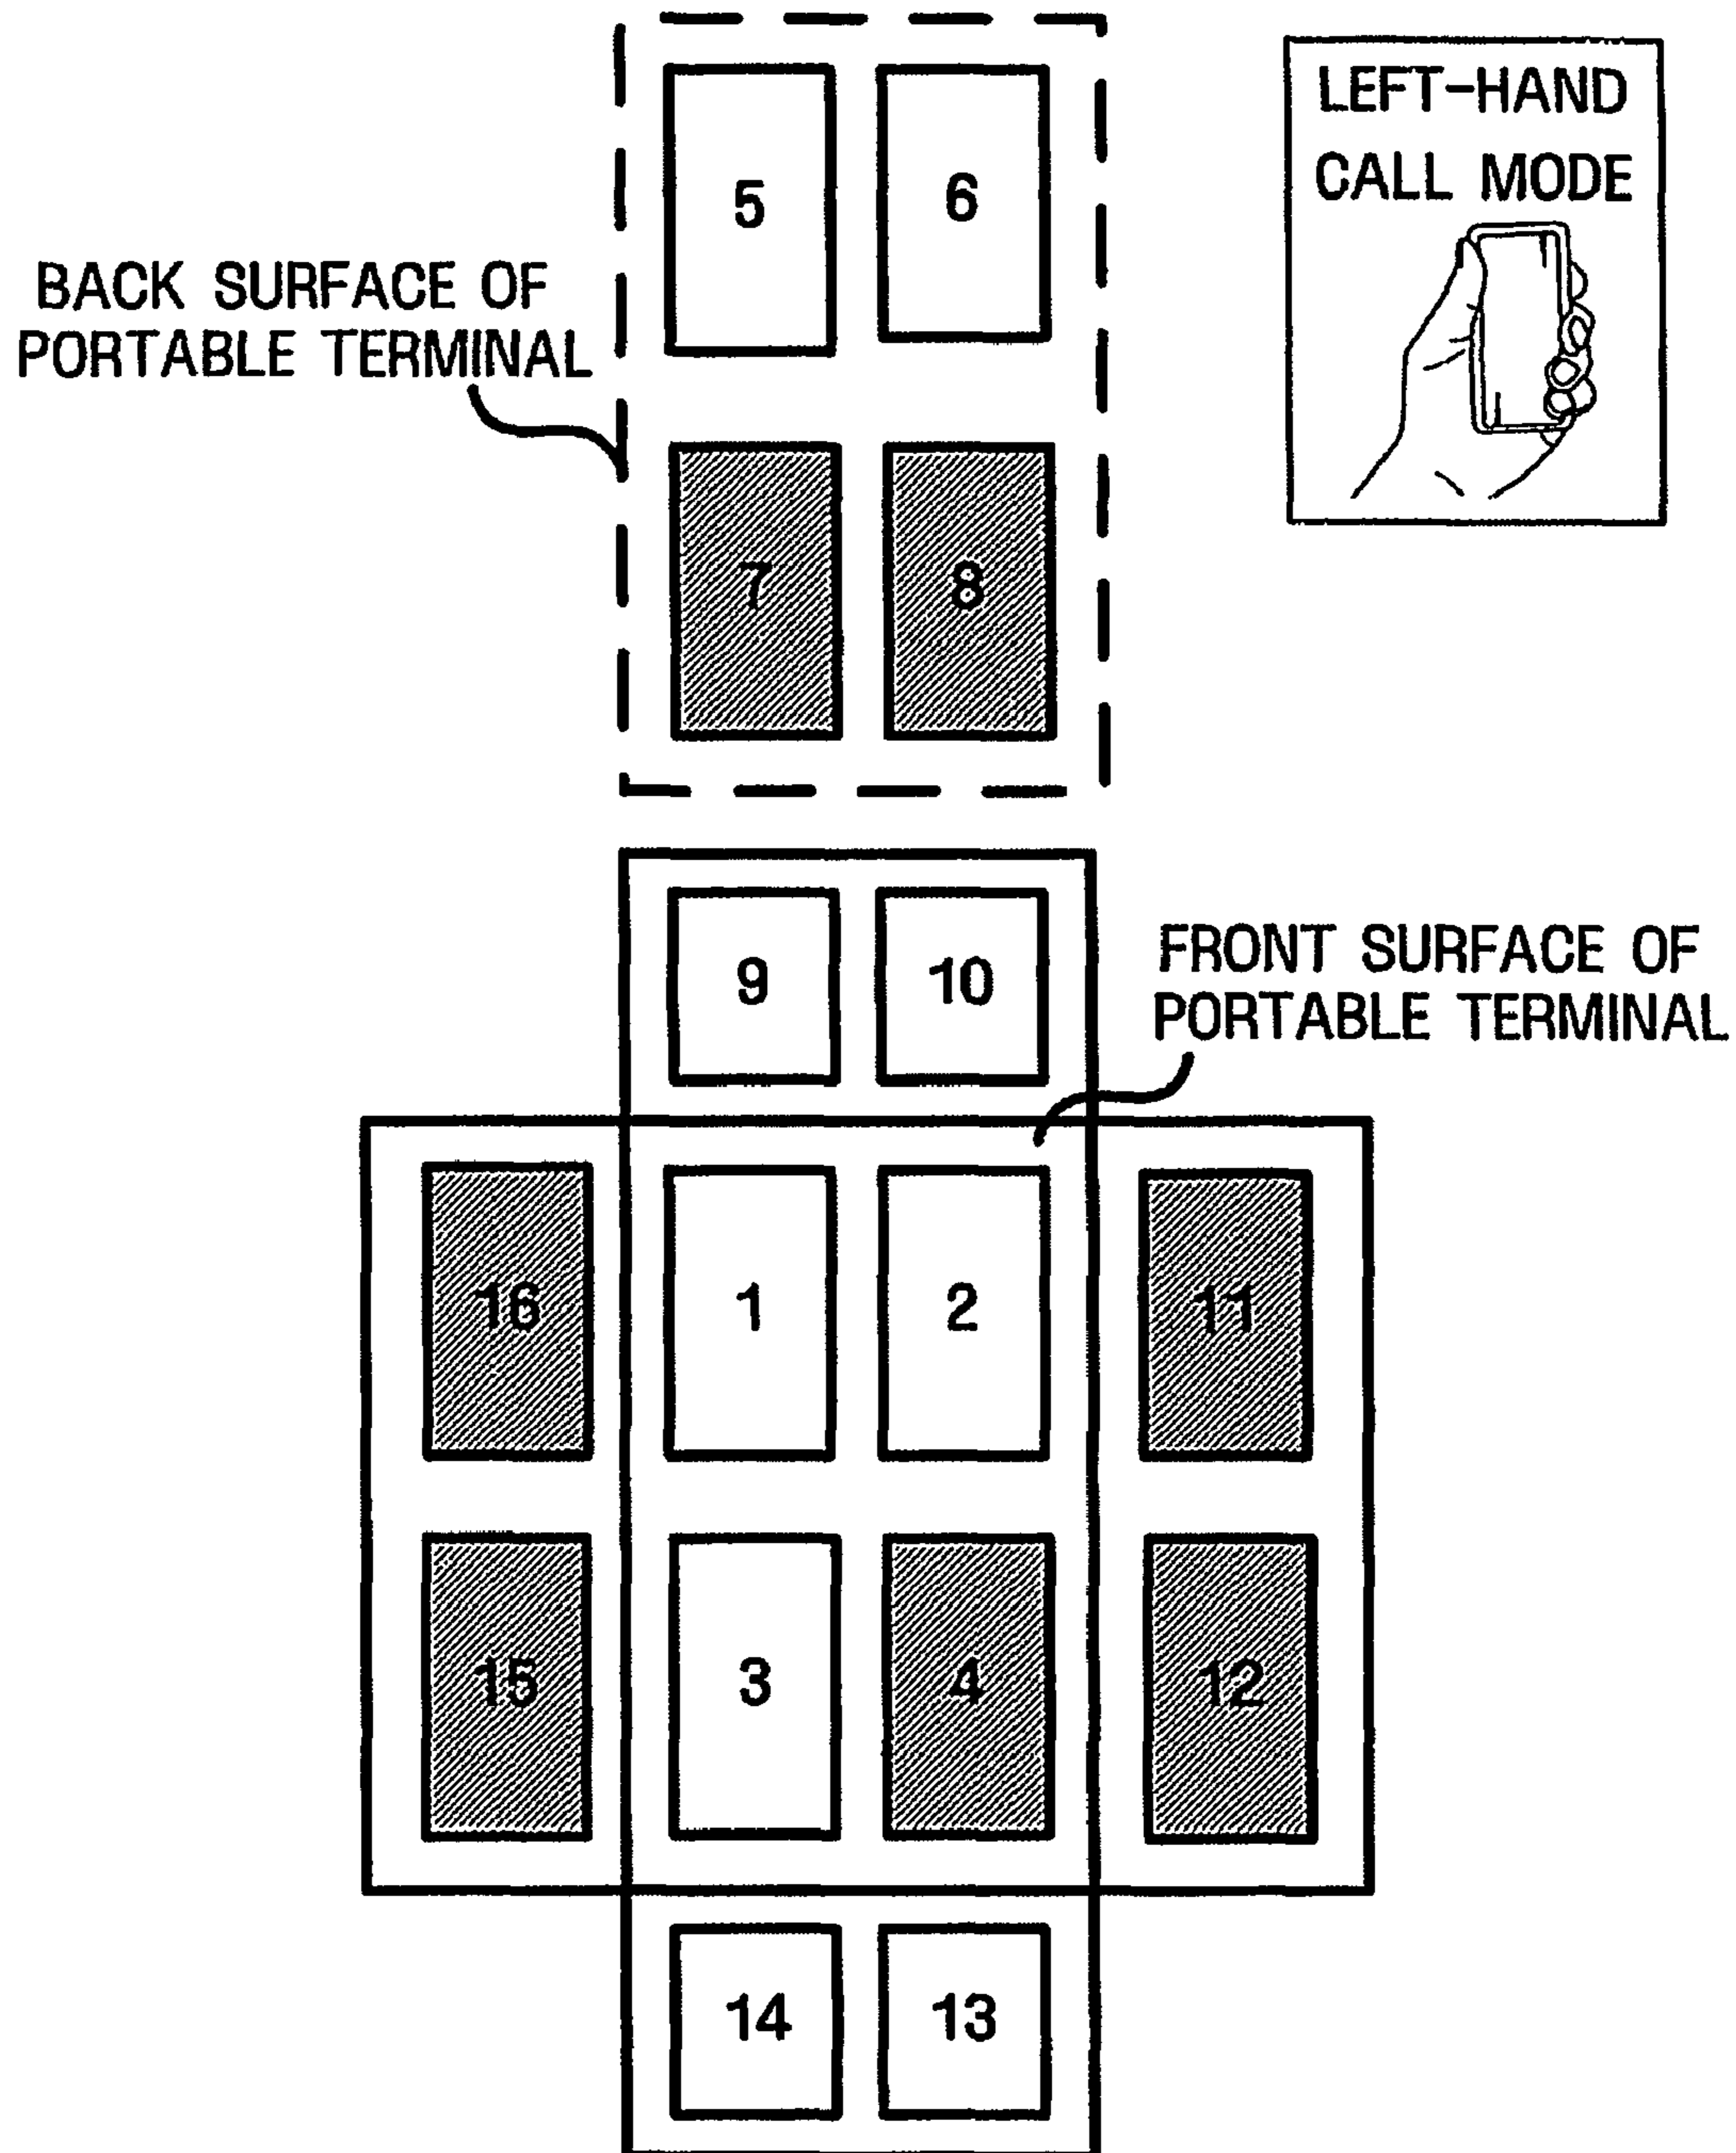 LEFT-HAND
CALL MODE
5 6
BACK SURFACE OF
PORTABLE TERMINAL
7 8
9 10
FRONT SURFACE OF
PORTABLE TERMINAL
16 1 2 11
15 3 4 12
14 13